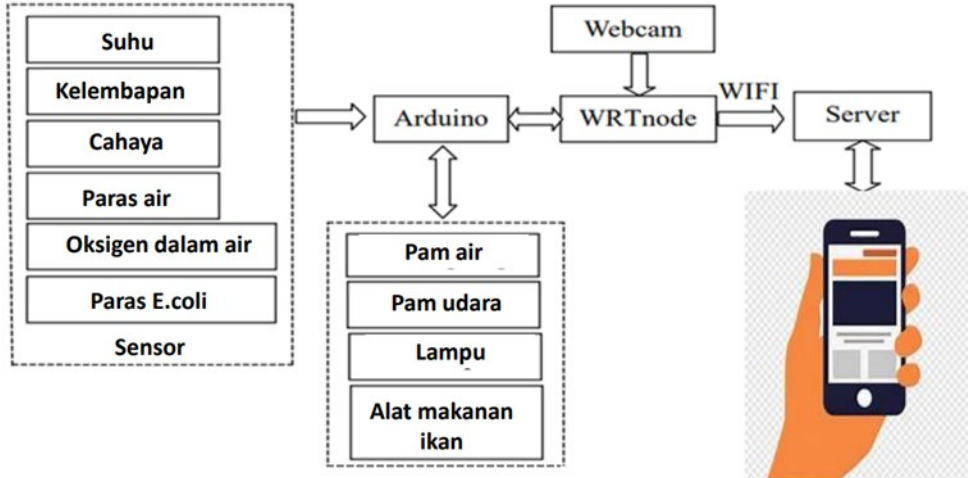 Suhu
Kelembapan
Cahaya
Paras air
Oksigen dalam air
Paras E.coli
Sensor
Arduino
Webcam
WRTnode
WIFI
Server
Pam air
Pam udara
Lampu
Alat makanan
ikan